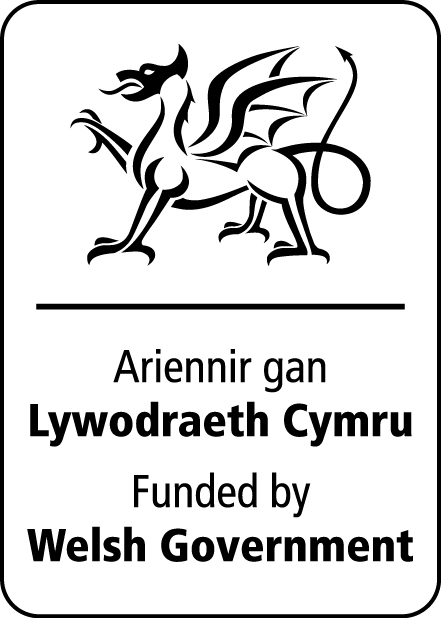 Ariennir gan
Lywodraeth Cymru
Funded by
Welsh Government